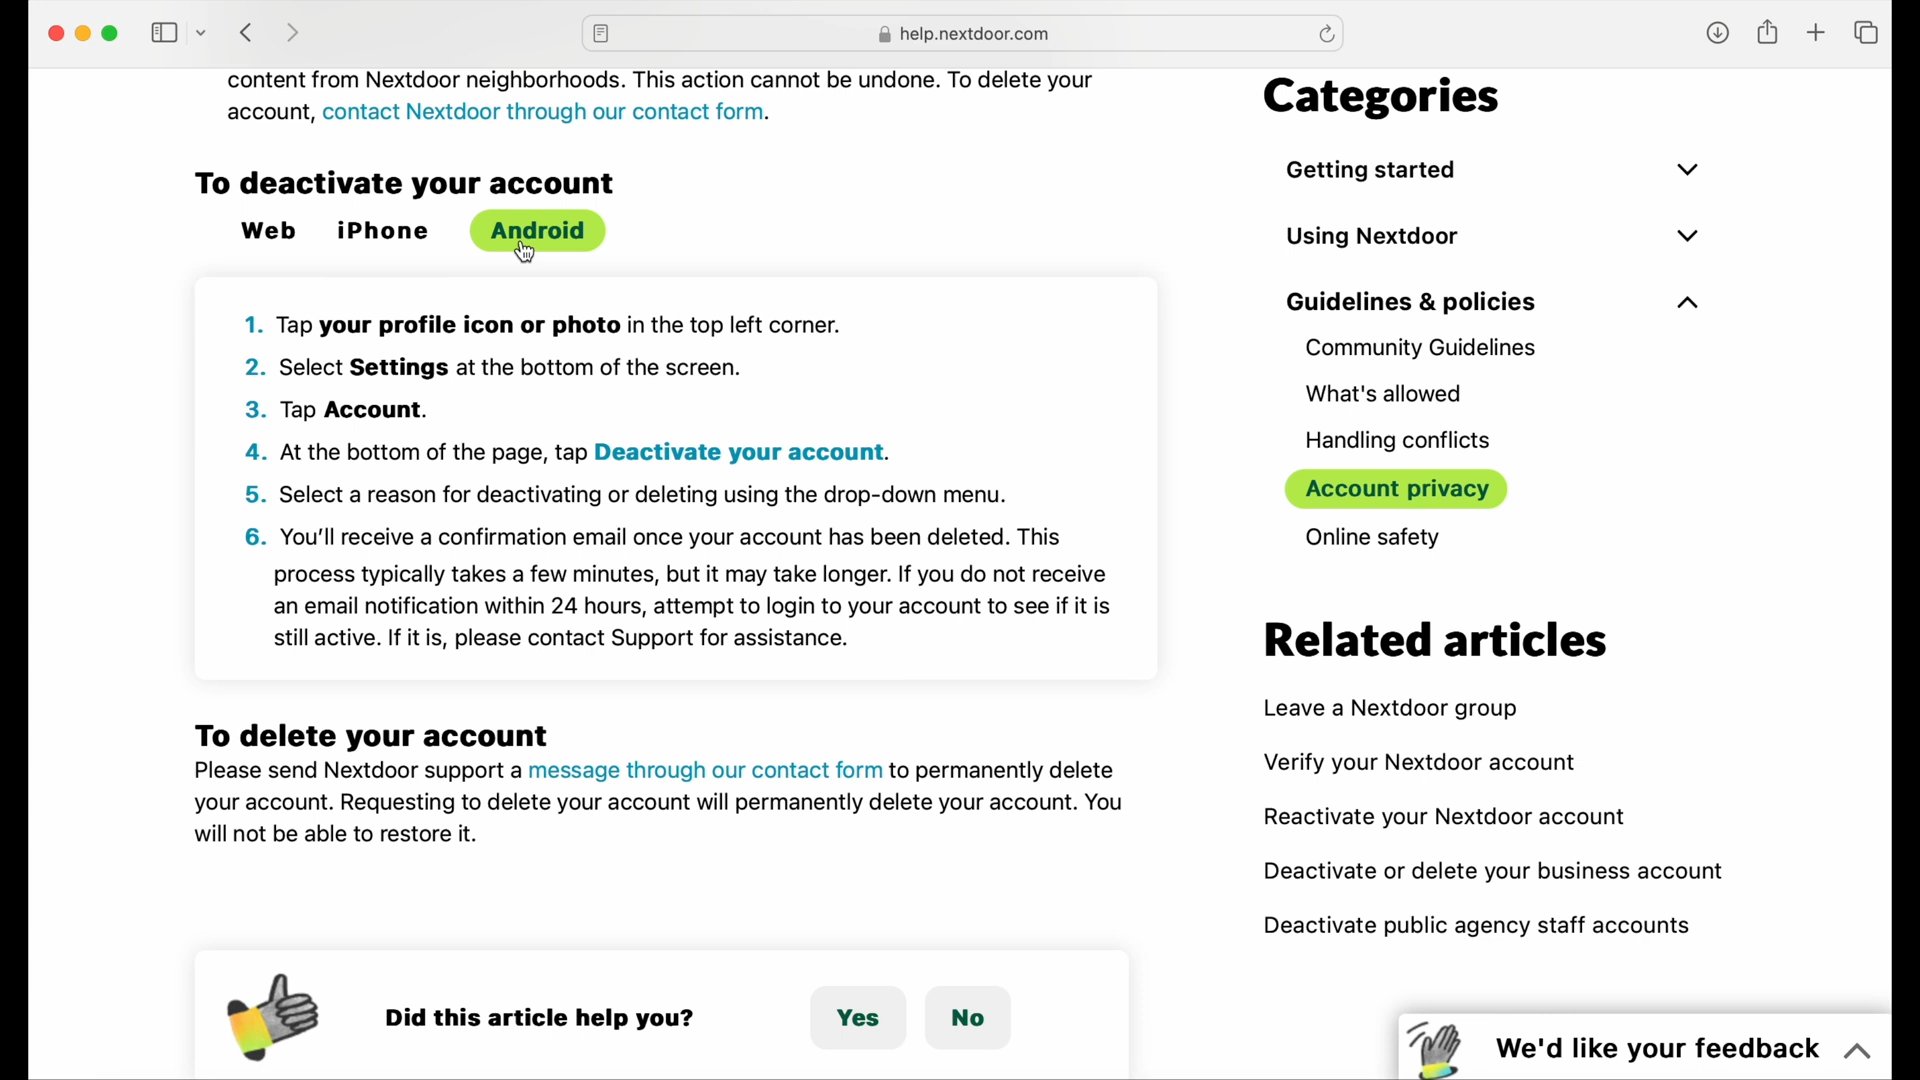 help.nextdoor.com
content from Nextdoor neighborhoods. This action cannot be undone. To delete your
account, contact Nextdoor through our contact form.
To deactivate your account
Web iPhone Android
1. Tap your profile icon or photo in the top left corner.
2. Select Settings at the bottom of the screen.
3. Tap Account.
4. At the bottom of the page, tap Deactivate your account.
5. Select a reason for deactivating or deleting using the drop-down menu.
6. You'll receive a confirmation email once your account has been deleted. This
process typically takes a few minutes, but it may take longer. If you do not receive
an email notification within 24 hours, attempt to login to your account to see if it is
still active. If it is, please contact Support for assistance.
To delete your account
Please send Nextdoor support a message through our contact form to permanently delete
your account. Requesting to delete your account will permanently delete your account. You
will not be able to restore it.
Did this article help you? Yes No
Categories
Getting started
Using Nextdoor
Guidelines & policies
Community Guidelines
What's allowed
Handling conflicts
Account privacy
Online safety
Related articles
Leave a Nextdoor group
Verify your Nextdoor account
Reactivate your Nextdoor account
Deactivate or delete your business account
Deactivate public agency staff accounts
We'd like your feedback